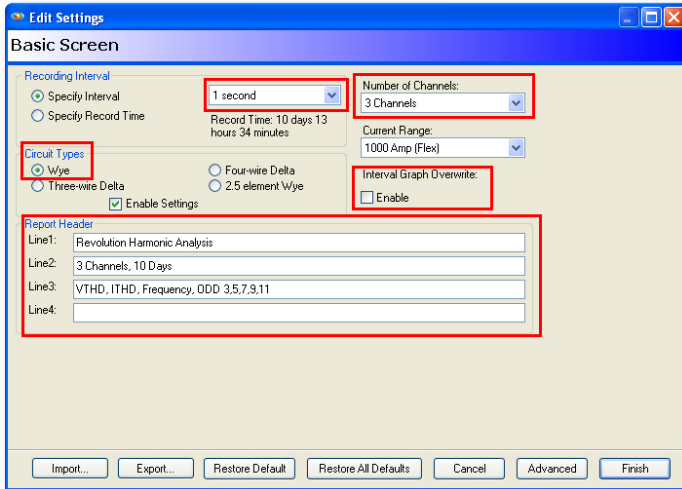 Edit Settings
Basic Screen
Recording Interval
Specify Interval
1 second
Specify Record Time
Record Time: 10 days 13
hours 34 minutes
Number of Channels:
3 Channels
Current Range:
1000 Amp (Flex)
Circuit Types
Wye
Four-wire Delta
Three-wire Delta
2.5 element Wye
Enable Settings
Interval Graph Overwrite:
Enable
Report Header
Line1: Revolution Harmonic Analysis
Line2: 3 Channels, 10 Days
Line3: VTHD, ITHD, Frequency, ODD 3,5,7,9,11
Line4:
Import... Export... Restore Default Restore All Defaults Cancel Advanced Finish